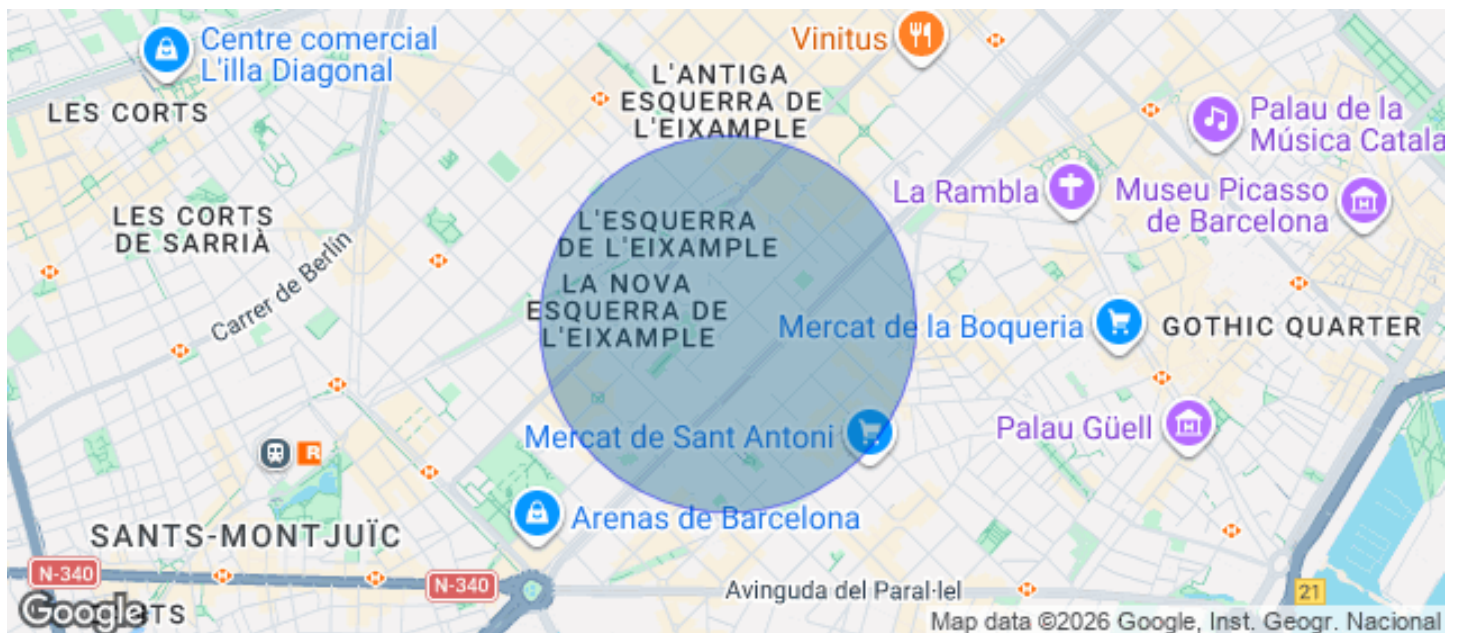 Centre comercial
L'illa Diagonal
Vinitus
L'ANTIGA
ESQUERRA DE
L'EIXAMPLE
LES CORTS
Palau de la
Música Catala
La Rambla
Museu Picasso
de Barcelona
LES CORTS
DE SARRIÀ
L'ESQUERRA
DE L'EIXAMPLE
Carrer de Berlín
LA NOVA
ESQUERRA DE
L'EIXAMPLE
Mercat de la Boqueria
GOTHIC QUARTER
Mercat de Sant Antoni
Palau Güell
R
Arenas de Barcelona
SANTS-MONTJUÏC
N-340
N-340
Avinguda del Paral·lel
21
Google
RTS
Map data ©2026 Google, Inst. Geogr. Nacional